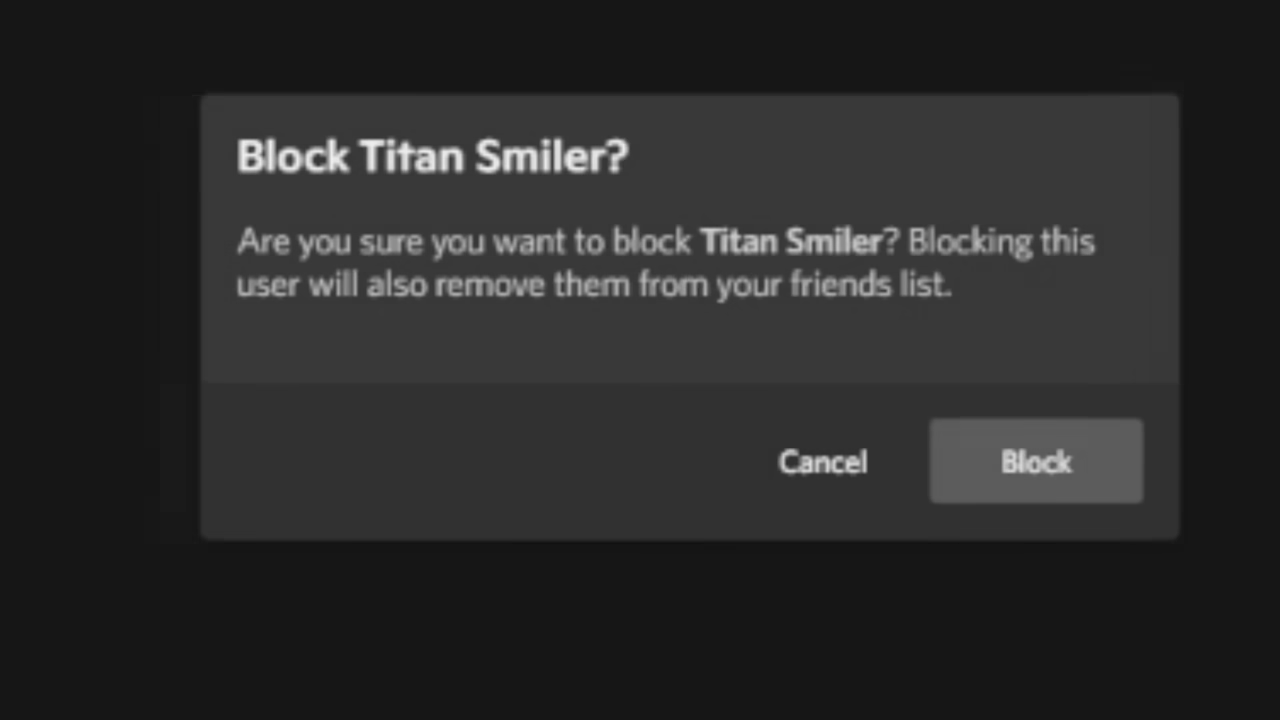 Block Titan Smiler?
Are you sure you want to block Titan Smiler? Blocking this
user will also remove them from your friends list.
Cancel
Block